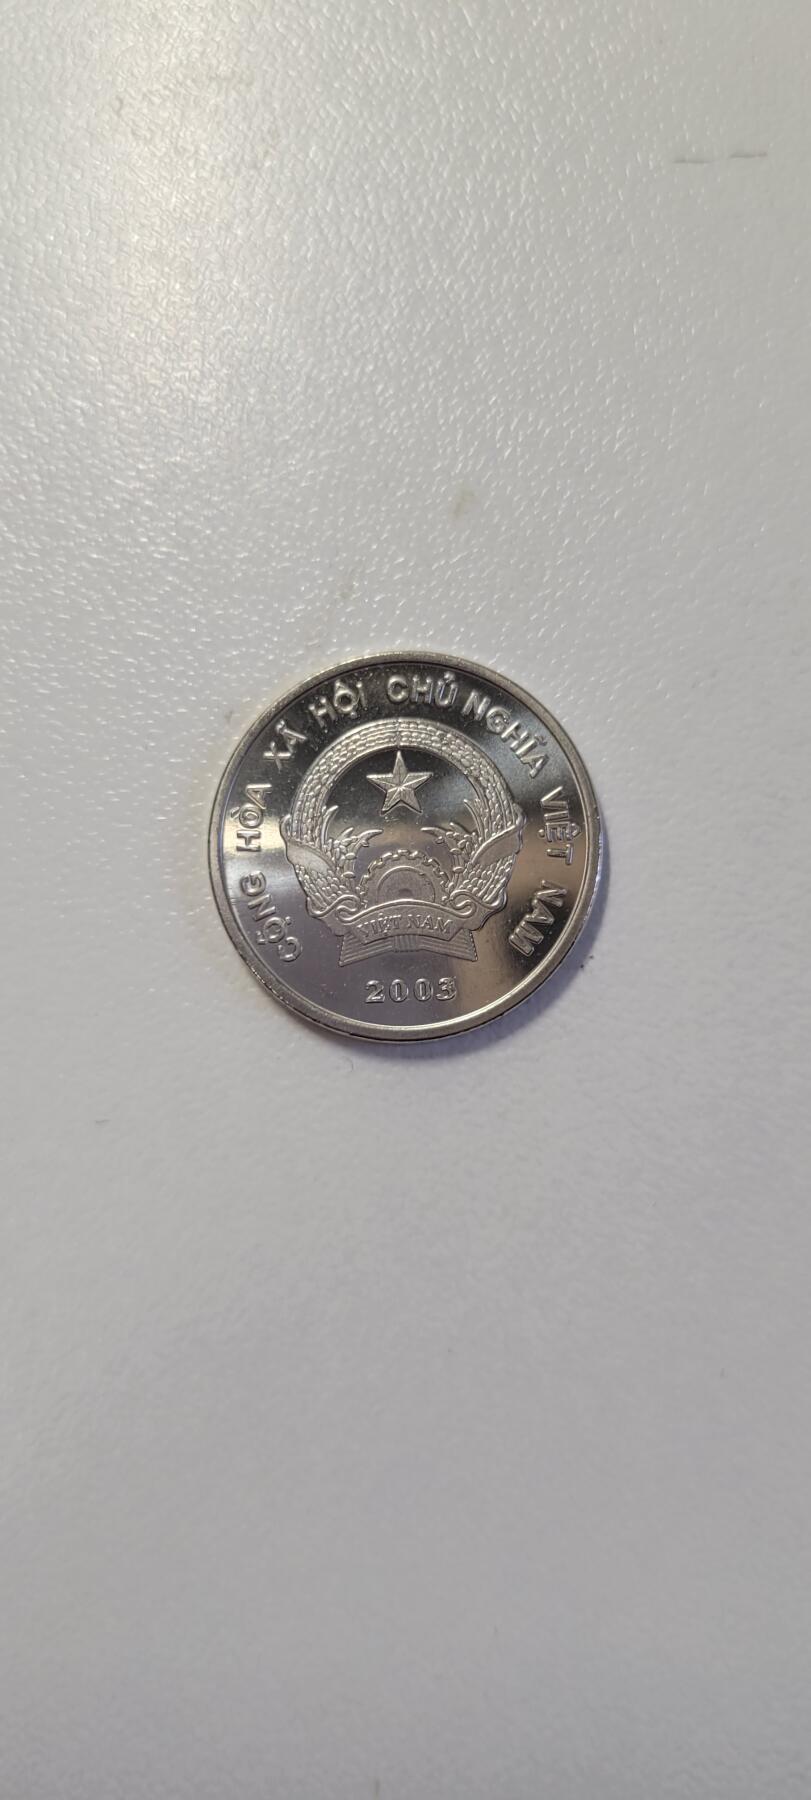 CỘNG HÒA XÃ HỘI CHỦ NGHĨA VIỆT NAM
VIỆT NAM
2003